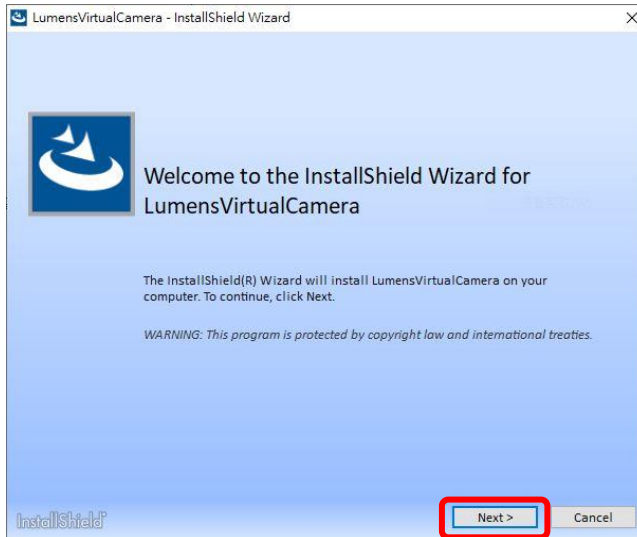 LumensVirtualCamera - InstallShield Wizard
Welcome to the InstallShield Wizard for
LumensVirtualCamera
The InstallShield(R) Wizard will install LumensVirtualCamera on your
computer. To continue, click Next.
WARNING: This program is protected by copyright law and international treaties.
InstallShield
Next >
Cancel